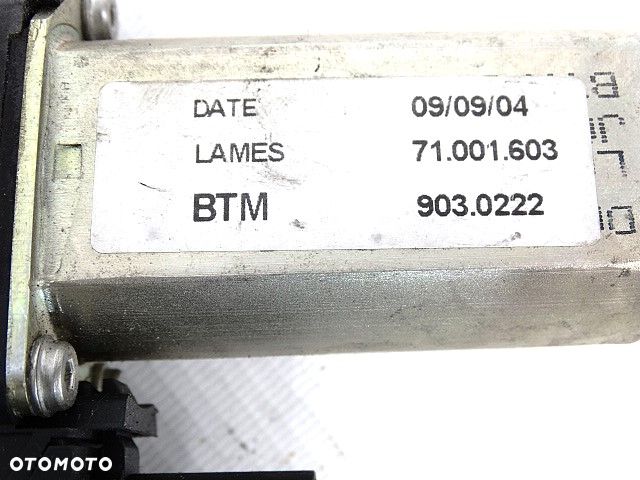 DATE 09/09/04
LAMES 71.001.603
BTM 903.0222
OTOMOTO